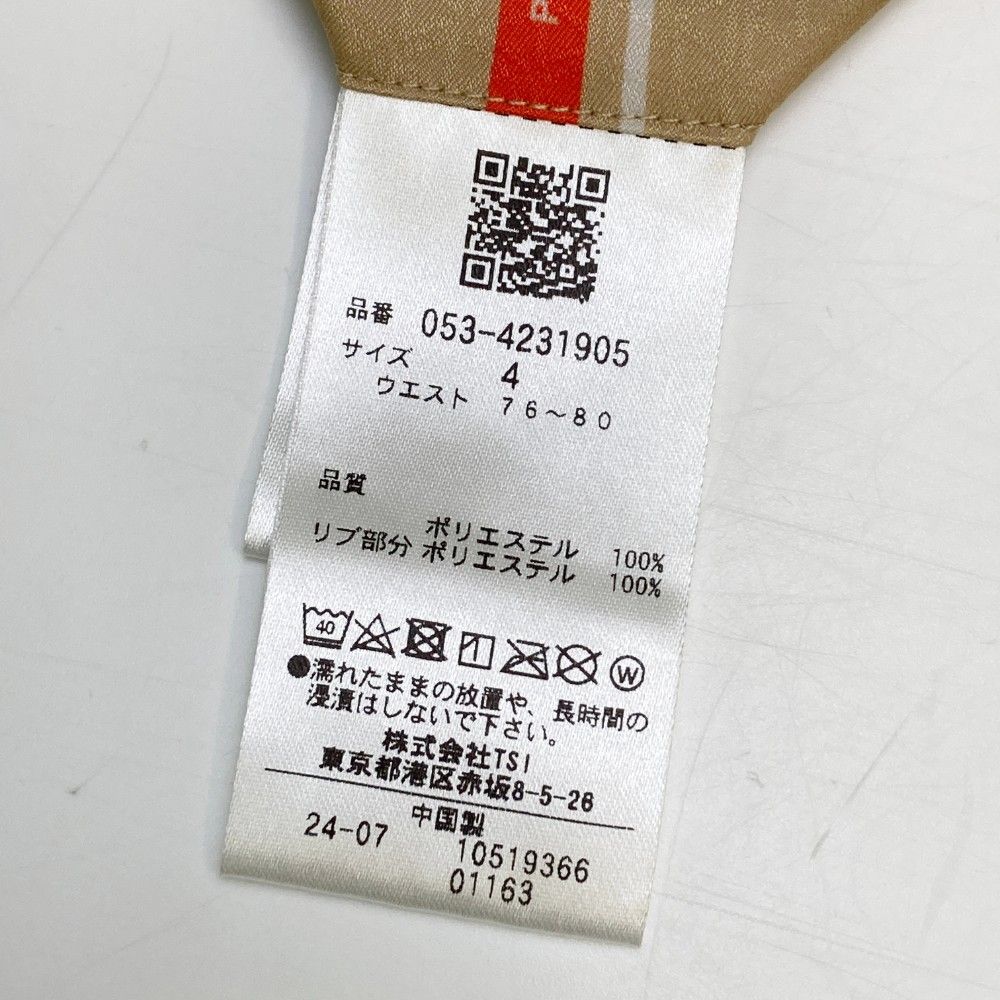 P
品番 053-4231905
サイズ 4
ウエスト 76～80
品質
ポリエステル 100%
リブ部分 ポリエステル 100%
40 W
●濡れたままの放置や、長時間の
浸漬はしないで下さい。
株式会社TSI
東京都港区赤坂8-5-26
中国製
24-07 10519366
01163